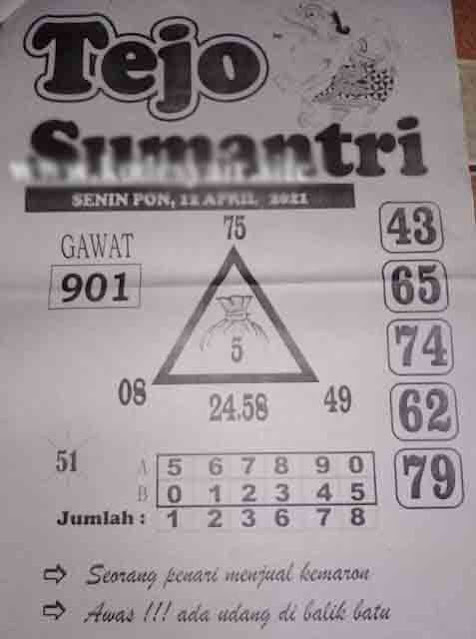 Tejo
Sumantri
SENIN PON, 12 APRIL 2021
75
GAWAT
901
43
65
74
62
79
5
08
24.58
49
51
A 5 6 7 8 9 0
B 0 1 2 3 4 5
Jumlah : 1 2 3 6 7 8
⇨ Seorang penari menjual kemaron
⇨ Awas !!! ada udang di balik batu